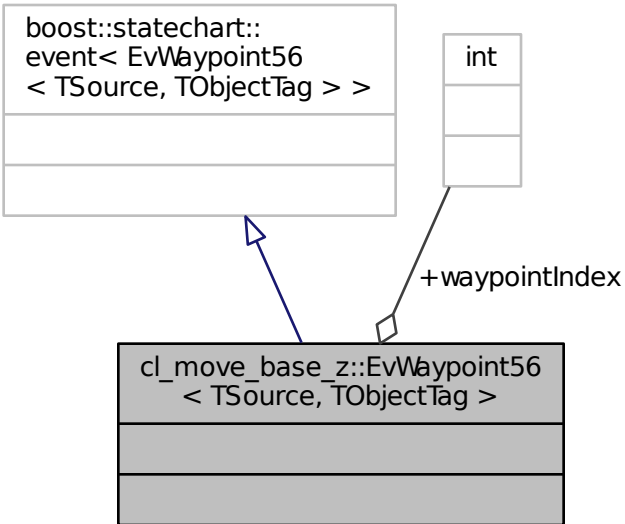 boost::statechart::
event< EvWaypoint56
< TSource, TObjectTag > >
int
+waypointIndex
cl_move_base_z::EvWaypoint56
< TSource, TObjectTag >